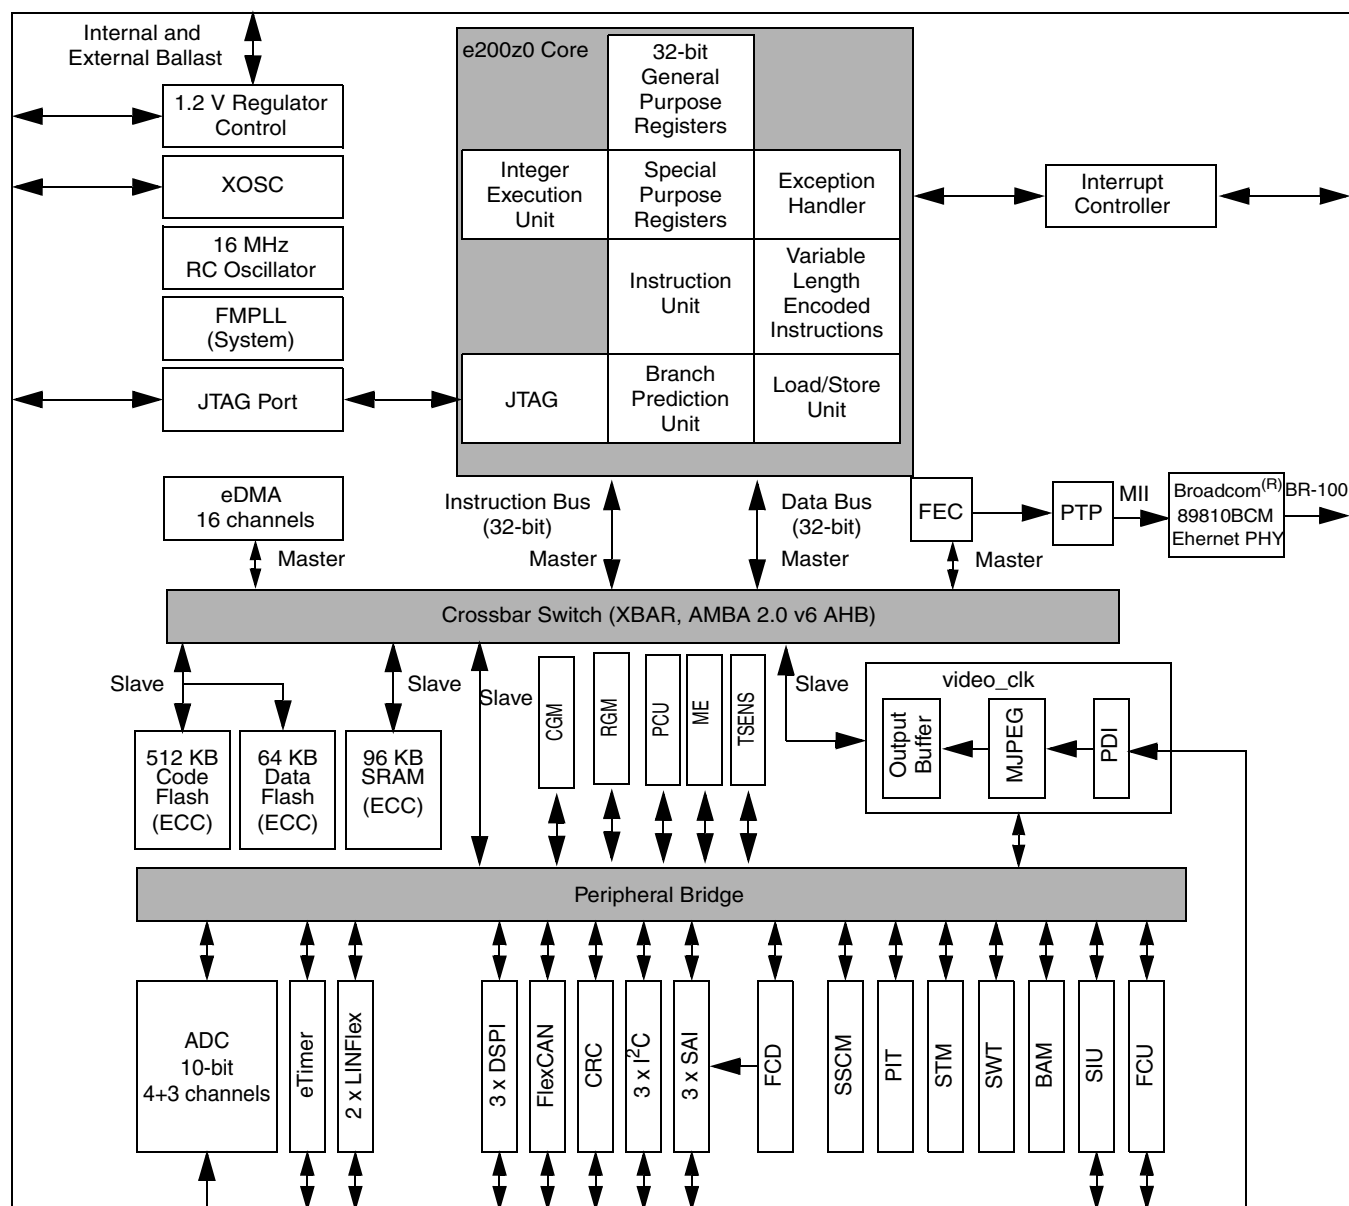 Internal and
External Ballast
1.2 V Regulator
Control
XOSC
16 MHz
RC Oscillator
FMPLL
(System)
JTAG Port
e200z0 Core
32-bit
General
Purpose
Registers
Integer
Execution
Unit
Special
Purpose
Registers
Exception
Handler
Instruction
Unit
Variable
Length
Encoded
Instructions
JTAG
Branch
Prediction
Unit
Load/Store
Unit
Interrupt
Controller
eDMA
16 channels
Master
Instruction Bus
(32-bit)
Master
Data Bus
(32-bit)
Master
FEC
Master
PTP
MII
Broadcom(R)
89810BCM
Ehernet PHY
BR-100
Crossbar Switch (XBAR, AMBA 2.0 v6 AHB)
Slave
Slave
Slave
Slave
512 KB
Code
Flash
(ECC)
64 KB
Data
Flash
(ECC)
96 KB
SRAM
(ECC)
CGM
RGM
PCU
ME
TSENS
video_clk
Output
Buffer
MJPEG
PDI
Peripheral Bridge
ADC
10-bit
4+3 channels
eTimer
2 x LINFlex
3 x DSPI
FlexCAN
CRC
3 x I2C
3 x SAI
FCD
SSCM
PIT
STM
SWT
BAM
SIU
FCU